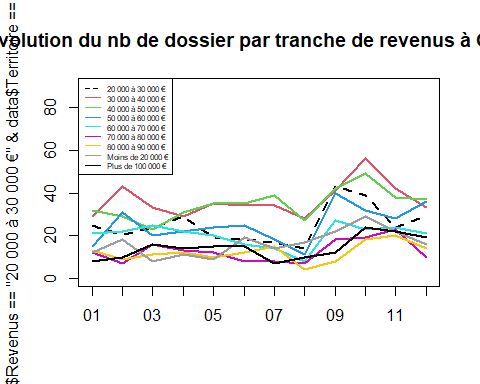 volution du nb de dossier par tranche de revenus à
$Revenus == "20 000 à 30 000 €" & data$Territoire ==
80
60
40
20
0
20 000 à 30 000 €
30 000 à 40 000 €
40 000 à 50 000 €
50 000 à 60 000 €
60 000 à 70 000 €
70 000 à 80 000 €
80 000 à 90 000 €
Moins de 20 000 €
Plus de 100 000 €
01 03 05 07 09 11